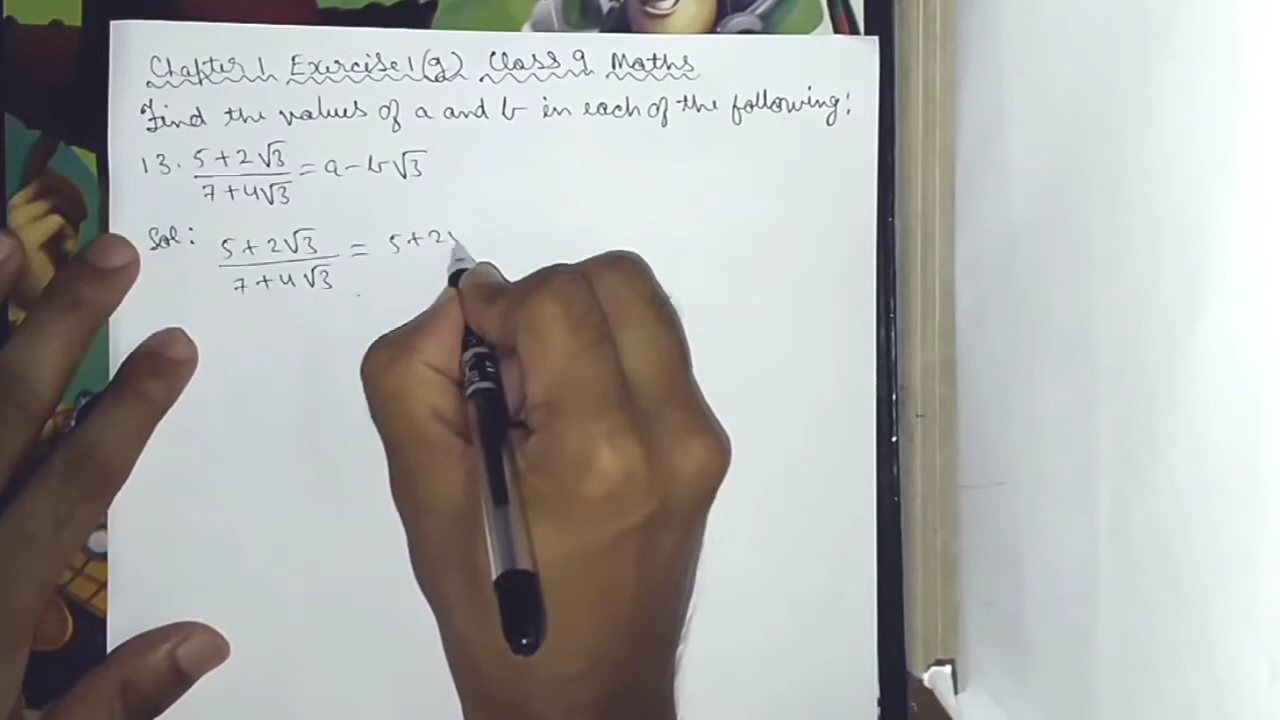 Chapter 1 Exercise 1(g) Class 9 Maths
Find the values of a and b in each of the following:
13. 5+2√3 / 7+4√3 = a-b√3
Sol: 5+2√3 / 7+4√3 = 5+2